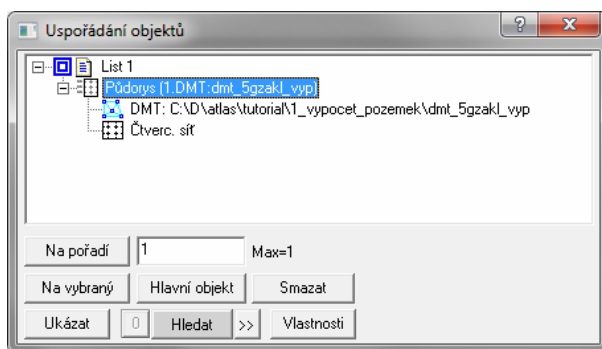 Uspořádání objektů
List 1
Půdorys (1.DMT:dmt_5gzakl_vyp)
DMT: C:\D\atlas\tutorial\1_vypocet_pozemek\dmt_5gzakl_vyp
Čtverc. síť
Na pořadí 1 Max=1
Na vybraný Hlavní objekt Smazat
Ukázat 0 Hledat >> Vlastnosti